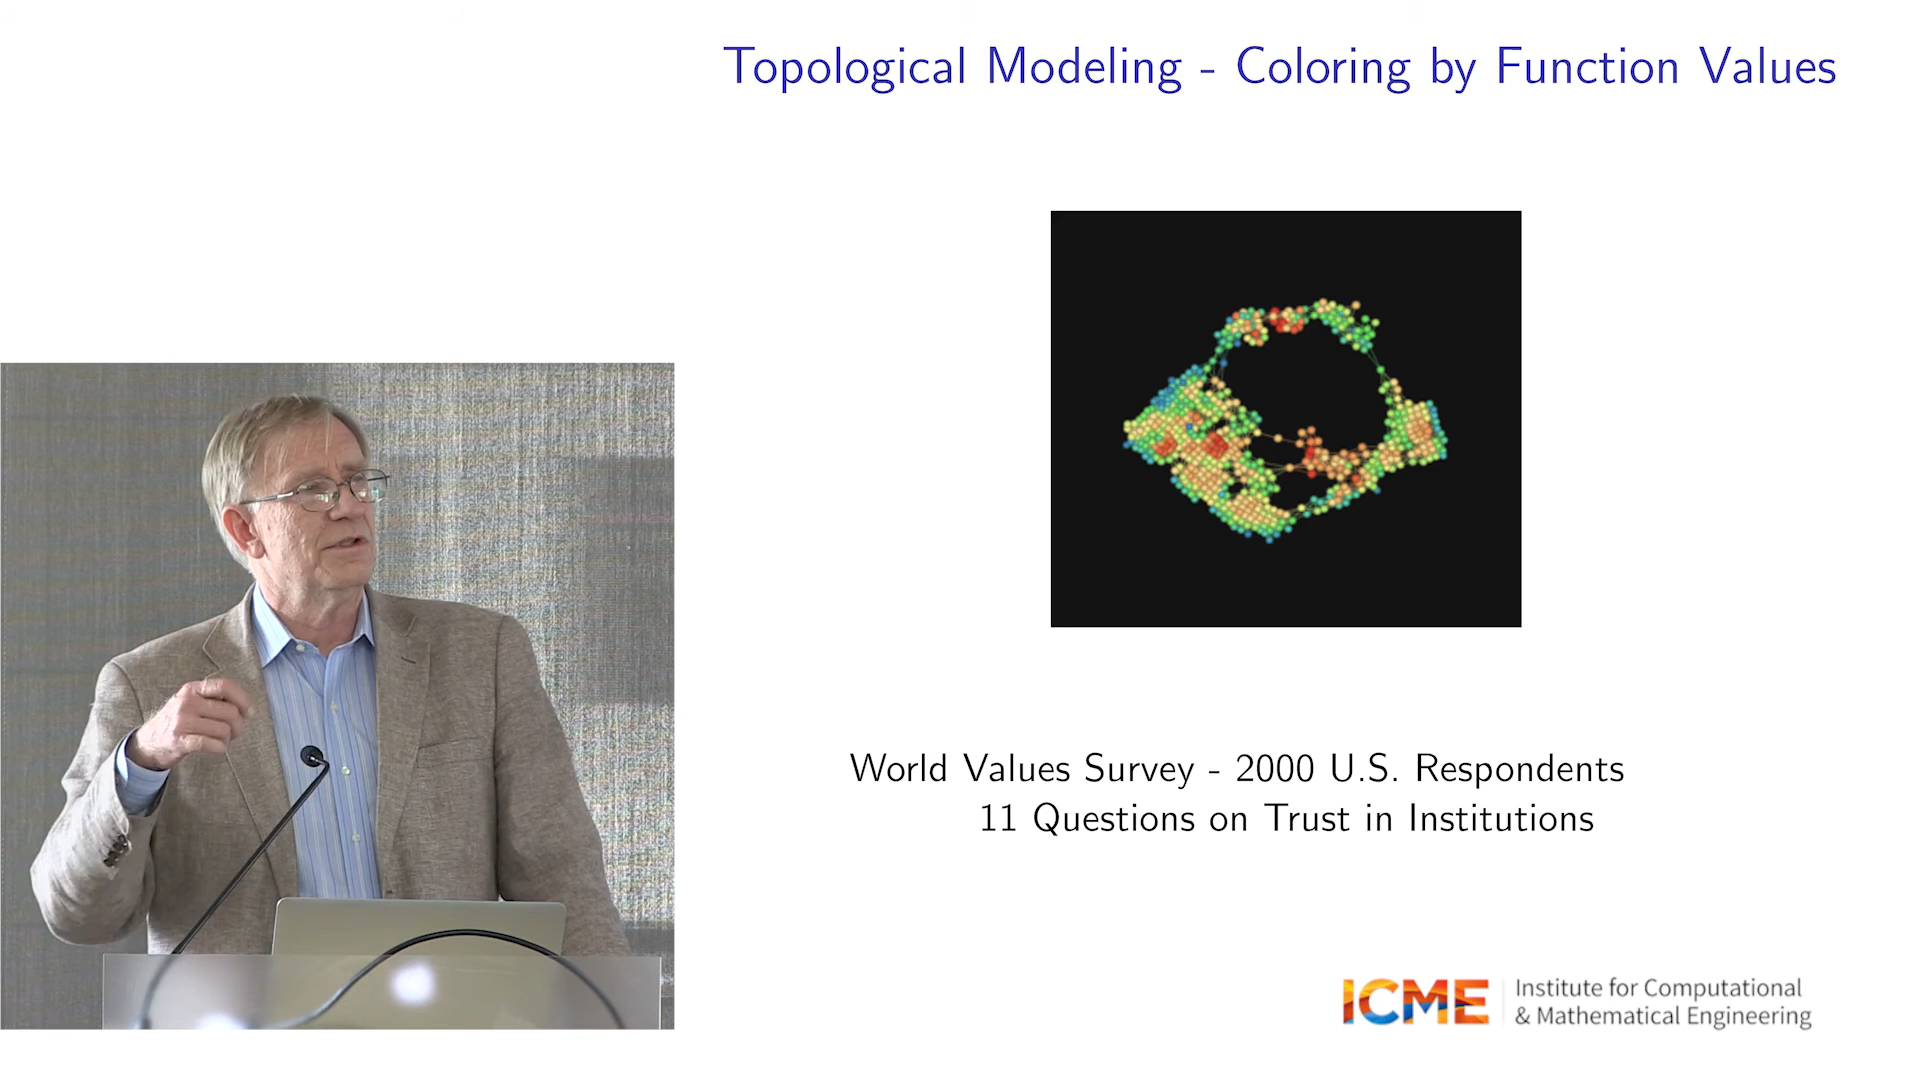 Topological Modeling - Coloring by Function Values
World Values Survey - 2000 U.S. Respondents
11 Questions on Trust in Institutions
ICME
Institute for Computational
& Mathematical Engineering